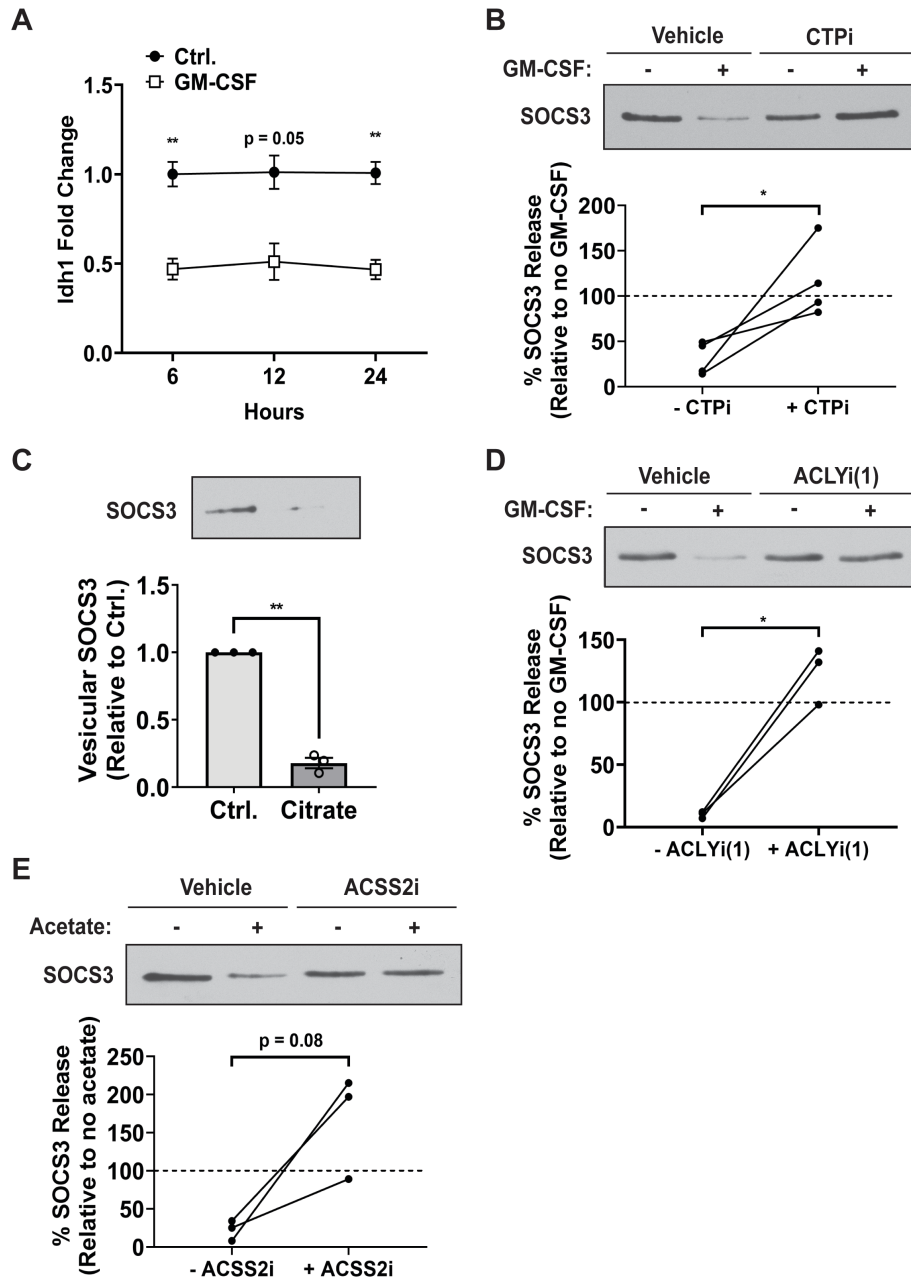 A
Ctrl.
GM-CSF
Idh1 Fold Change
1.5
1.0
0.5
0.0
** p = 0.05 **
6 12 24
Hours
B
Vehicle CTPi
GM-CSF: - + - +
SOCS3
% SOCS3 Release
(Relative to no GM-CSF)
200
150
100
50
0
*
- CTPi + CTPi
C
SOCS3
Vesicular SOCS3
(Relative to Ctrl.)
1.5
1.0
0.5
0.0
**
Ctrl. Citrate
D
Vehicle ACLYi(1)
GM-CSF: - + - +
SOCS3
% SOCS3 Release
(Relative to no GM-CSF)
150
100
50
0
*
- ACLYi(1) + ACLYi(1)
E
Vehicle ACSS2i
Acetate: - + - +
SOCS3
% SOCS3 Release
(Relative to no acetate)
250
200
150
100
50
0
p = 0.08
- ACSS2i + ACSS2i